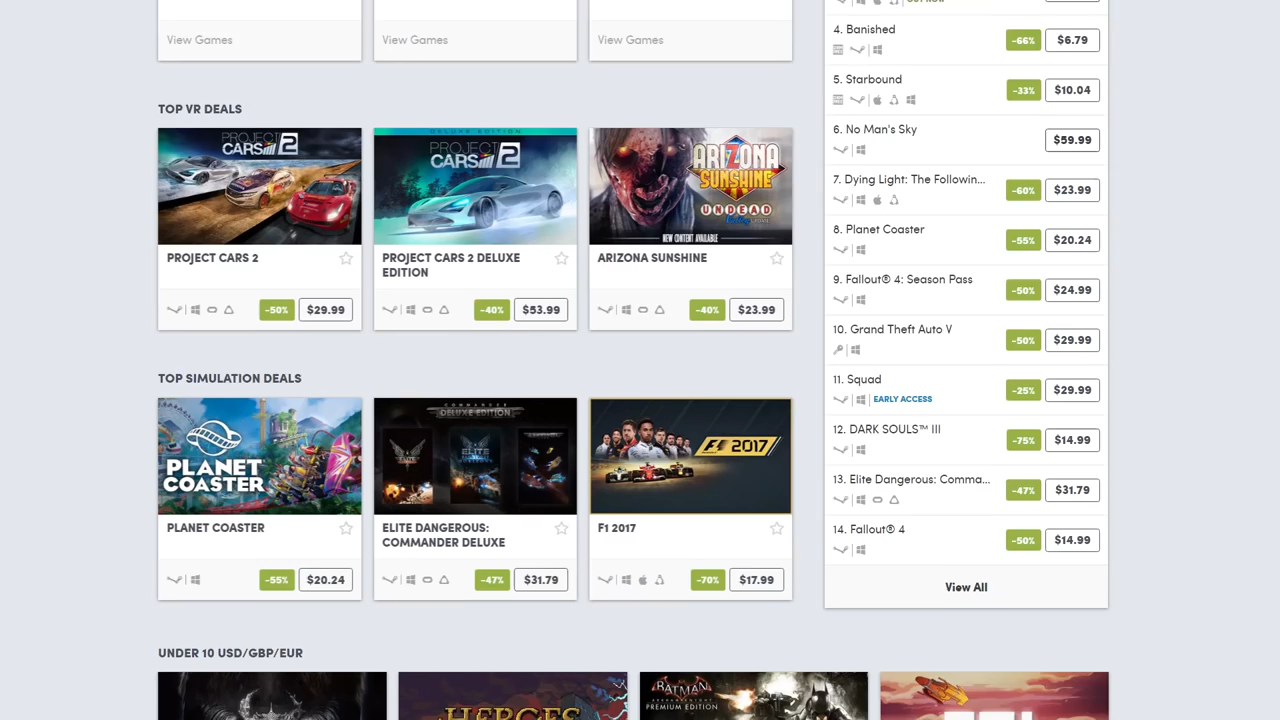 View Games
View Games
View Games
TOP VR DEALS
PROJECT CARS 2
DELUXE EDITION
PROJECT CARS 2
ARIZONA SUNSHINE
UNDEAD
NEW CONTENT AVAILABLE
PROJECT CARS 2
-50%
$29.99
PROJECT CARS 2 DELUXE
EDITION
-40%
$53.99
ARIZONA SUNSHINE
-40%
$23.99
TOP SIMULATION DEALS
PLANET
COASTER
COMMANDER
DELUXE EDITION
ELITE
F1 2017
PLANET COASTER
-55%
$20.24
ELITE DANGEROUS:
COMMANDER DELUXE
-47%
$31.79
F1 2017
-70%
$17.99
4. Banished
-66%
$6.79
5. Starbound
-33%
$10.04
6. No Man's Sky
$59.99
7. Dying Light: The Followin...
-60%
$23.99
8. Planet Coaster
-55%
$20.24
9. Fallout® 4: Season Pass
-50%
$24.99
10. Grand Theft Auto V
-50%
$29.99
11. Squad
EARLY ACCESS
-25%
$29.99
12. DARK SOULS™ III
-75%
$14.99
13. Elite Dangerous: Comma...
-47%
$31.79
14. Fallout® 4
-50%
$14.99
View All
UNDER 10 USD/GBP/EUR
HEROES
BATMAN
PREMIUM EDITION